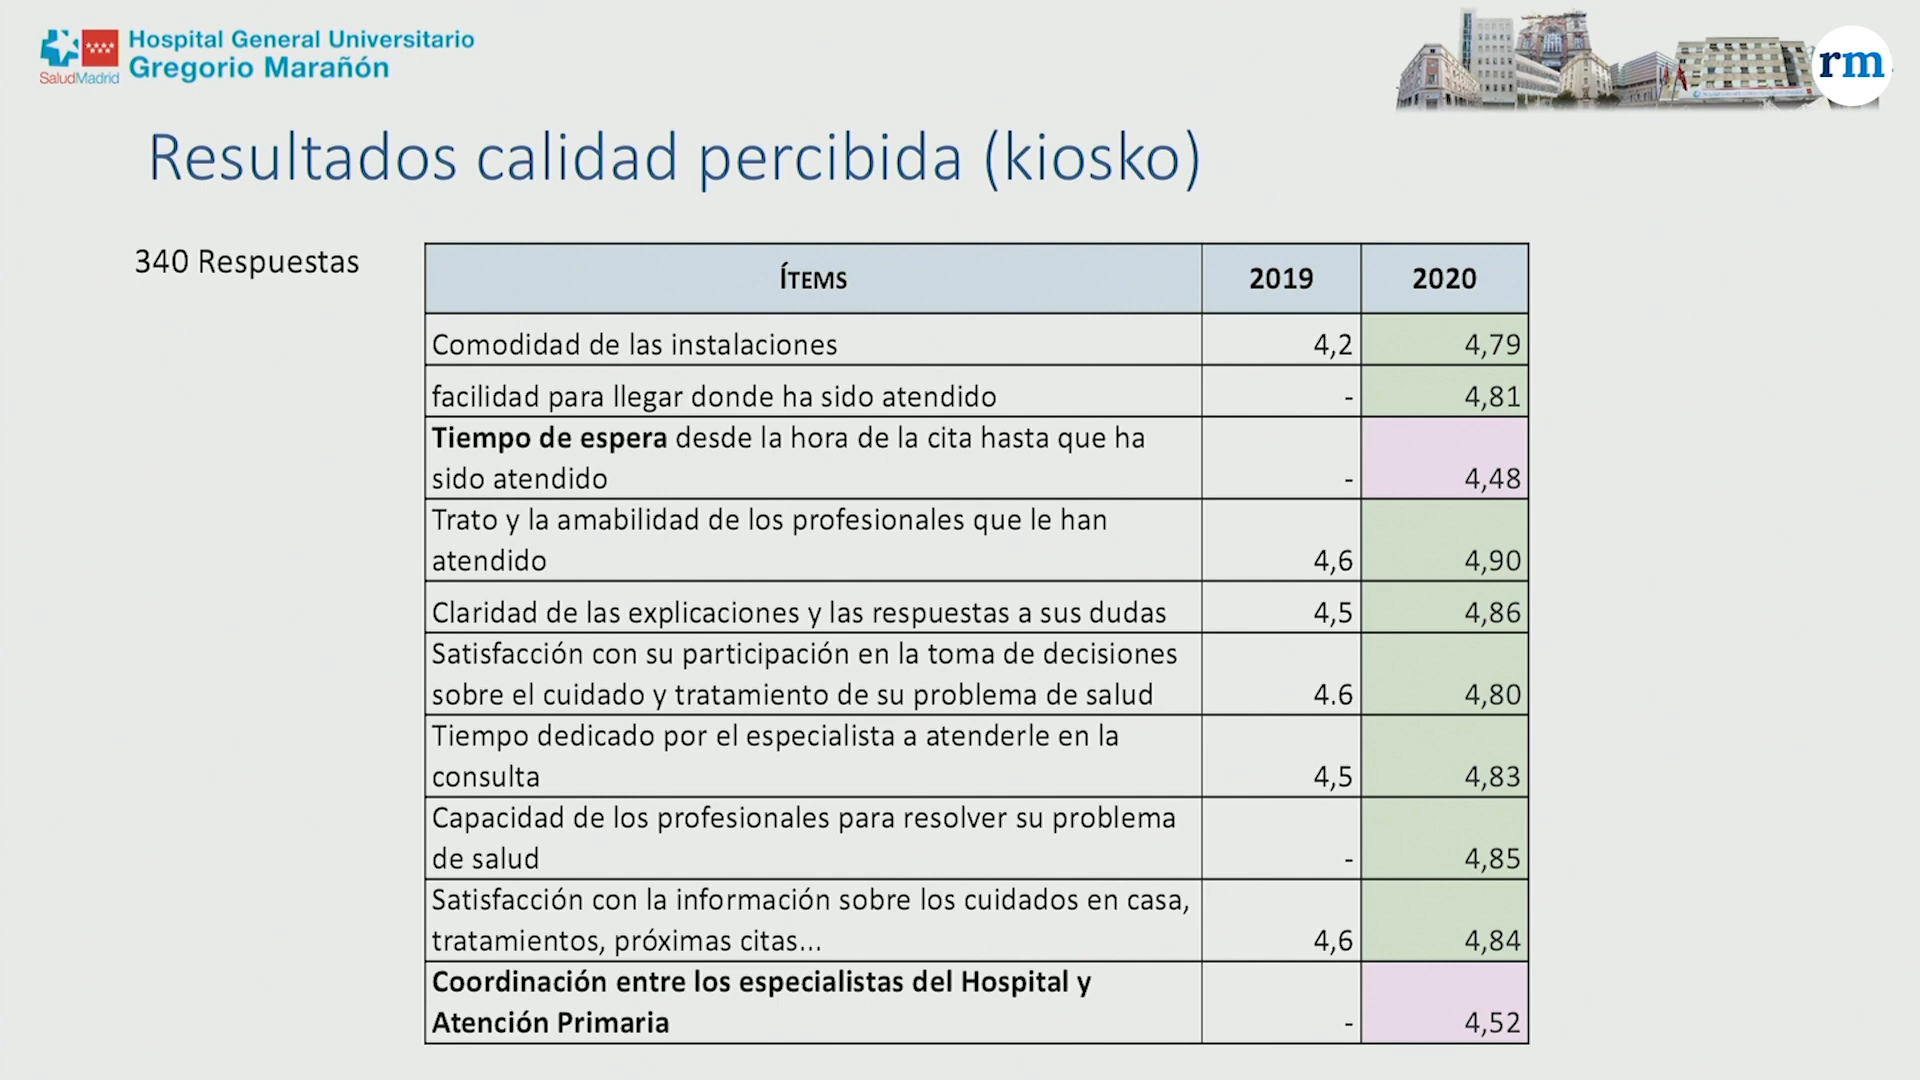 Hospital General Universitario
Gregorio Marañón
SaludMadrid
rm
Resultados calidad percibida (kiosko)
340 Respuestas
ÍTEMS 2019 2020
Comodidad de las instalaciones 4,2 4,79
facilidad para llegar donde ha sido atendido - 4,81
Tiempo de espera desde la hora de la cita hasta que ha
sido atendido - 4,48
Trato y la amabilidad de los profesionales que le han
atendido 4,6 4,90
Claridad de las explicaciones y las respuestas a sus dudas 4,5 4,86
Satisfacción con su participación en la toma de decisiones
sobre el cuidado y tratamiento de su problema de salud 4.6 4,80
Tiempo dedicado por el especialista a atenderle en la
consulta 4,5 4,83
Capacidad de los profesionales para resolver su problema
de salud - 4,85
Satisfacción con la información sobre los cuidados en casa,
tratamientos, próximas citas... 4,6 4,84
Coordinación entre los especialistas del Hospital y
Atención Primaria - 4,52